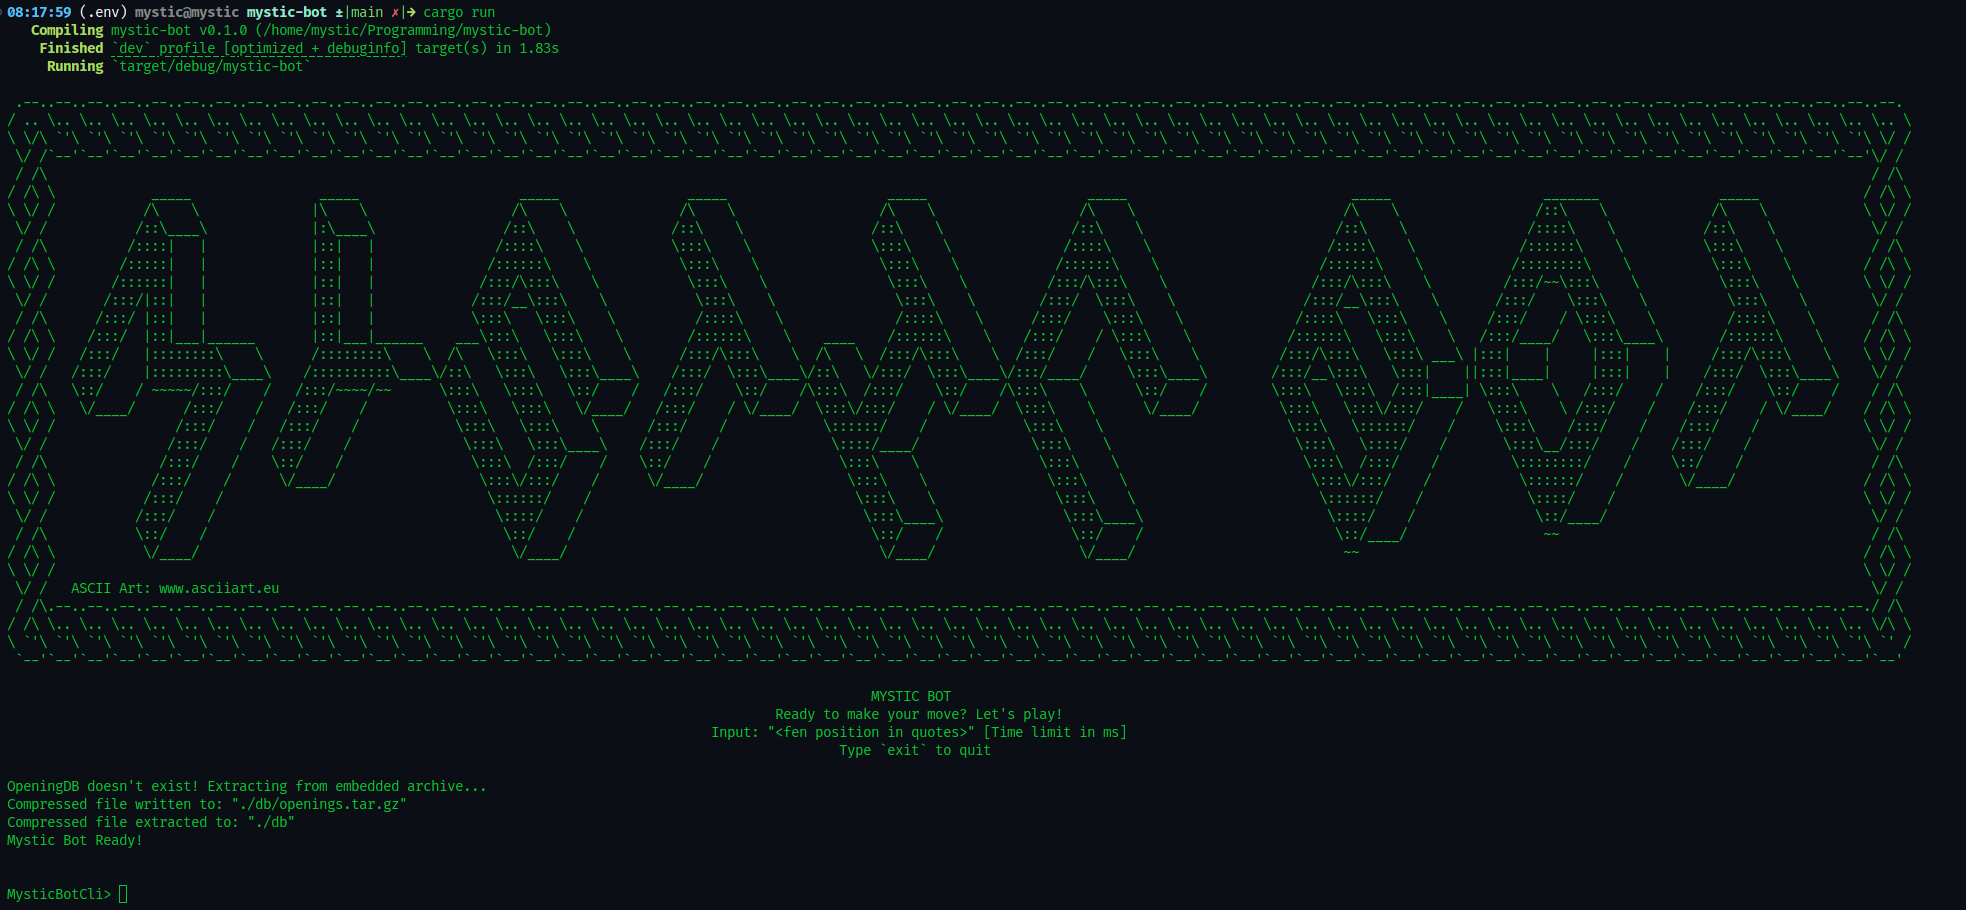 08:17:59 (.env) mystic@mystic mystic-bot ±|main ✗|→ cargo run
Compiling mystic-bot v0.1.0 (/home/mystic/Programming/mystic-bot)
Finished `dev` profile [optimized + debuginfo] target(s) in 1.83s
Running `target/debug/mystic-bot`
ASCII Art: www.asciiart.eu
MYSTIC BOT
Ready to make your move? Let's play!
Input: "<fen position in quotes>" [Time limit in ms]
Type `exit` to quit
OpeningDB doesn't exist! Extracting from embedded archive...
Compressed file written to: "./db/openings.tar.gz"
Compressed file extracted to: "./db"
Mystic Bot Ready!
MysticBotCli>